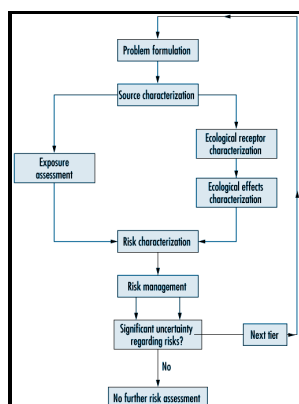 Problem formulation
Source characterization
Exposure
assessment
Ecological receptor
characterization
Ecological effects
characterization
Risk characterization
Risk management
Significant uncertainty
regarding risks?
Next tier
No
No further risk assessment